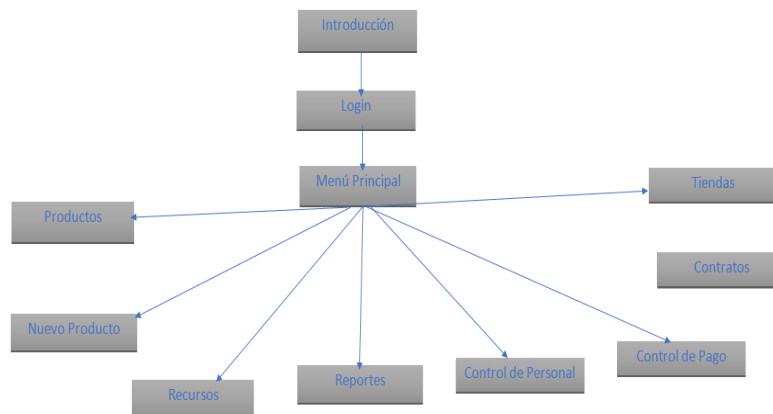 Introducción
Login
Menú Principal
Tiendas
Productos
Contratos
Nuevo Producto
Control de Pago
Control de Personal
Reportes
Recursos